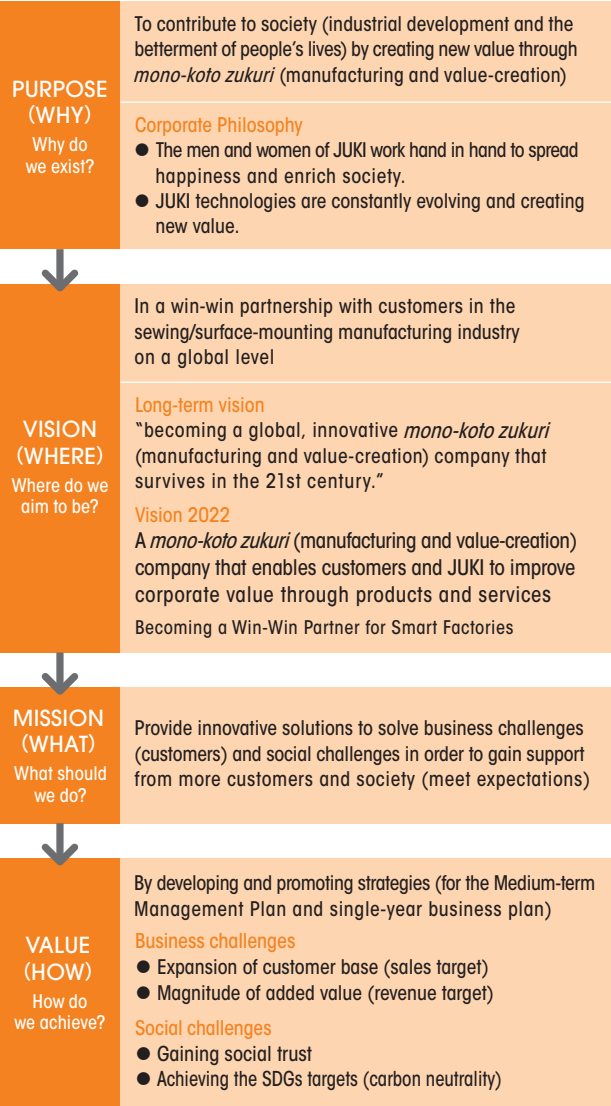 PURPOSE
(WHY)
Why do
we exist?
To contribute to society (industrial development and the
betterment of people’s lives) by creating new value through
mono-koto zukuri (manufacturing and value-creation)
Corporate Philosophy
● The men and women of JUKI work hand in hand to spread
happiness and enrich society.
● JUKI technologies are constantly evolving and creating
new value.
VISION
(WHERE)
Where do we
aim to be?
In a win-win partnership with customers in the
sewing/surface-mounting manufacturing industry
on a global level
Long-term vision
“becoming a global, innovative mono-koto zukuri
(manufacturing and value-creation) company that
survives in the 21st century.”
Vision 2022
A mono-koto zukuri (manufacturing and value-creation)
company that enables customers and JUKI to improve
corporate value through products and services
Becoming a Win-Win Partner for Smart Factories
MISSION
(WHAT)
What should
we do?
Provide innovative solutions to solve business challenges
(customers) and social challenges in order to gain support
from more customers and society (meet expectations)
VALUE
(HOW)
How do
we achieve?
By developing and promoting strategies (for the Medium-term
Management Plan and single-year business plan)
Business challenges
● Expansion of customer base (sales target)
● Magnitude of added value (revenue target)
Social challenges
● Gaining social trust
● Achieving the SDGs targets (carbon neutrality)